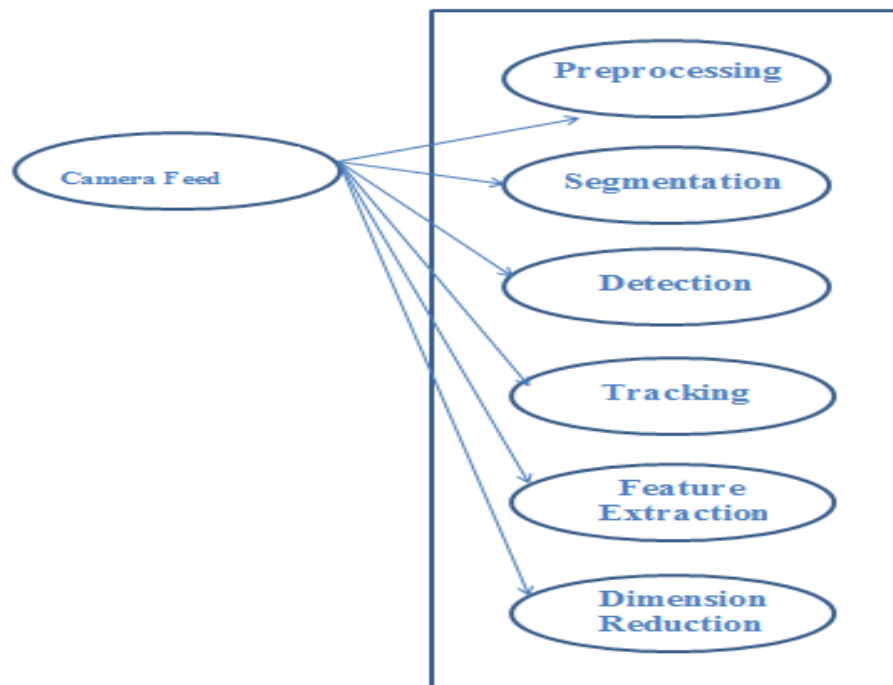 Preprocessing
Camera Feed
Segmentation
Detection
Tracking
Feature
Extraction
Dimension
Reduction